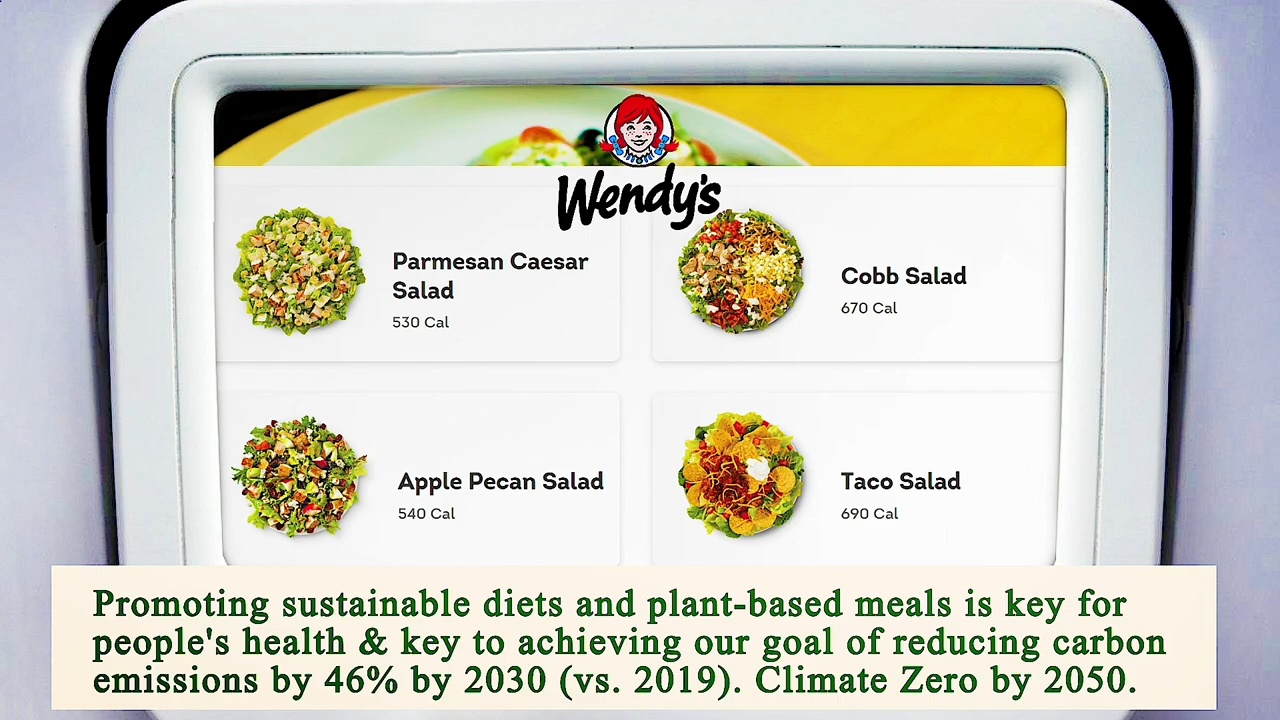 Wendy's
Parmesan Caesar
Salad
530 Cal
Cobb Salad
670 Cal
Apple Pecan Salad
540 Cal
Taco Salad
690 Cal
Promoting sustainable diets and plant-based meals is key for
people's health & key to achieving our goal of reducing carbon
emissions by 46% by 2030 (vs. 2019). Climate Zero by 2050.